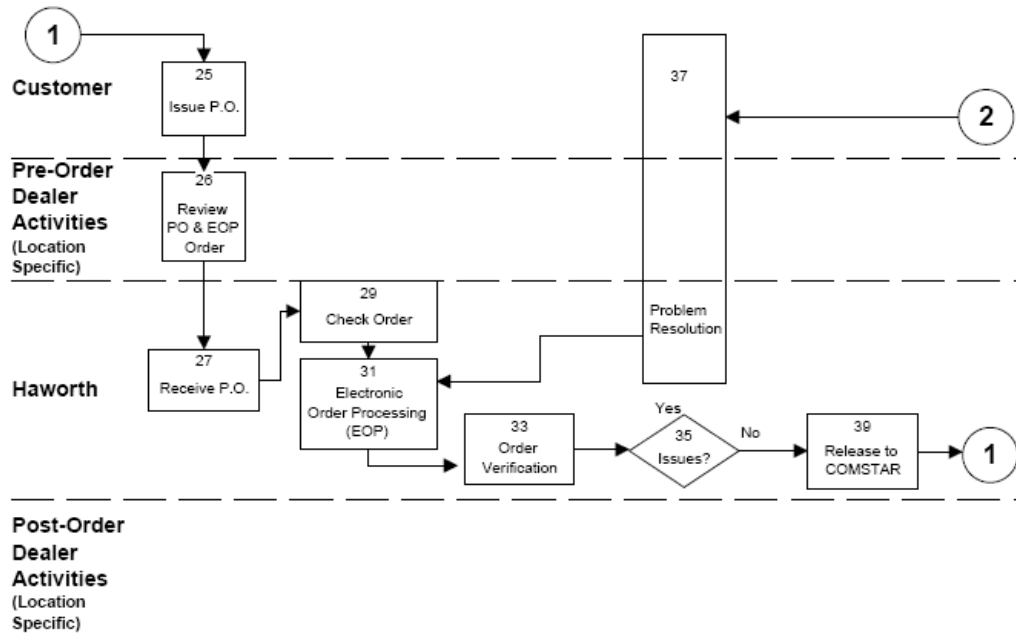 1
Customer
25
Issue P.O.
37
2
Pre-Order
Dealer
Activities
(Location
Specific)
26
Review
PO & EOP
Order
Haworth
27
Receive P.O.
29
Check Order
31
Electronic
Order Processing
(EOP)
Problem
Resolution
33
Order
Verification
Yes
35
Issues?
No
39
Release to
COMSTAR
1
Post-Order
Dealer
Activities
(Location
Specific)